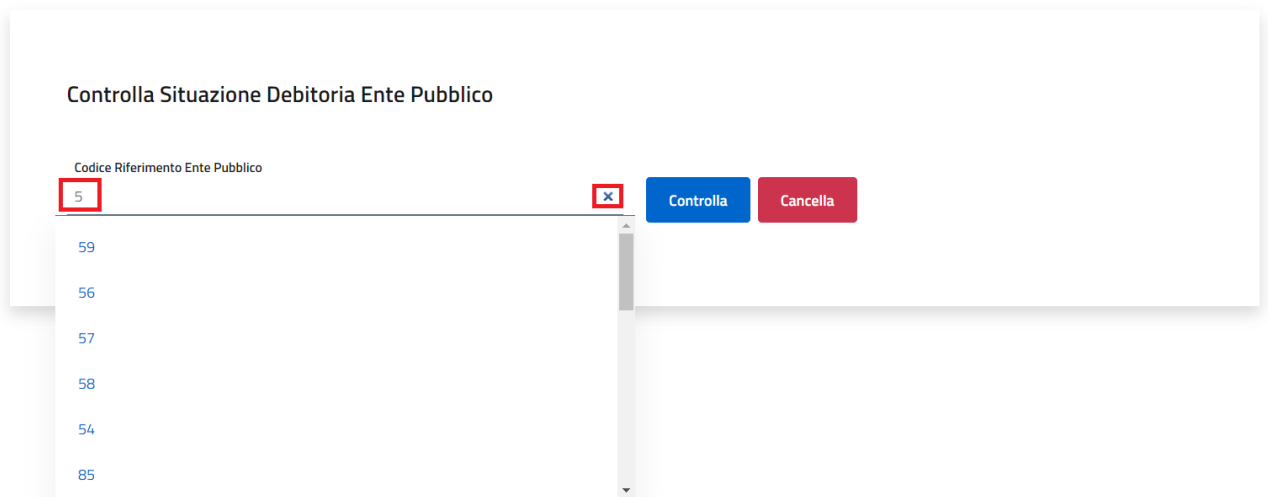 Controlla Situazione Debitoria Ente Pubblico
Codice Riferimento Ente Pubblico
5
Controlla
Cancella
59
56
57
58
54
85